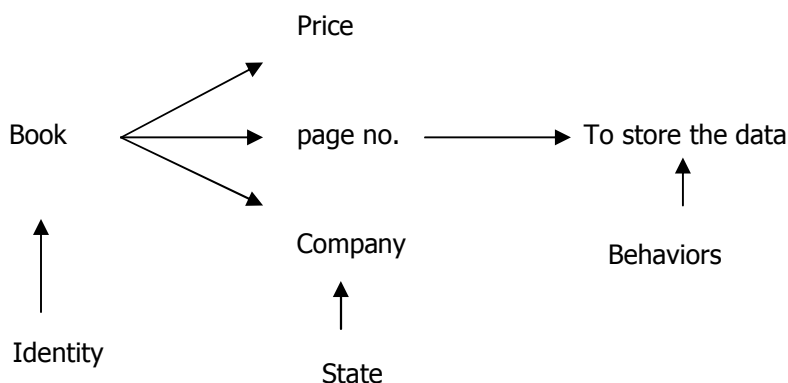 Price
Book
page no.
To store the data
Company
Behaviors
Identity
State